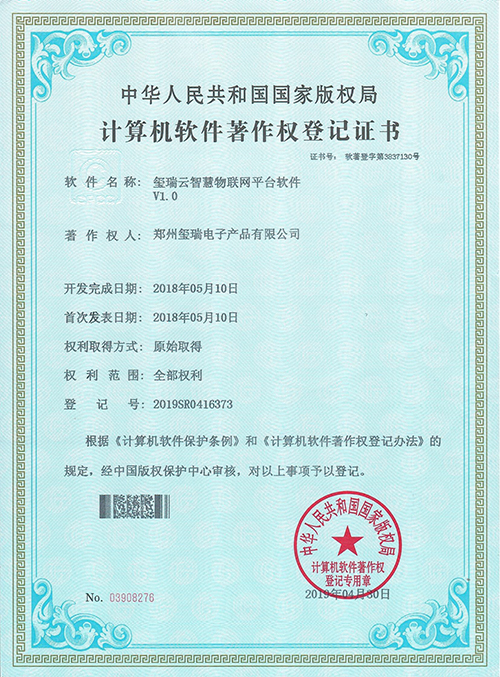 中华人民共和国国家版权局
计算机软件著作权登记证书
证书号： 软著登字第3837130号
软件名称： 玺瑞云智慧物联网平台软件
V1.0
著作权人： 郑州玺瑞电子产品有限公司
开发完成日期： 2018年05月10日
首次发表日期： 2018年05月10日
权利取得方式： 原始取得
权利范围： 全部权利
登记号： 2019SR0416373
根据《计算机软件保护条例》和《计算机软件著作权登记办法》的
规定，经中国版权保护中心审核，对以上事项予以登记。
中华人民共和国国家版权局
计算机软件著作权
登记专用章
2019年04月30日
No. 03908276